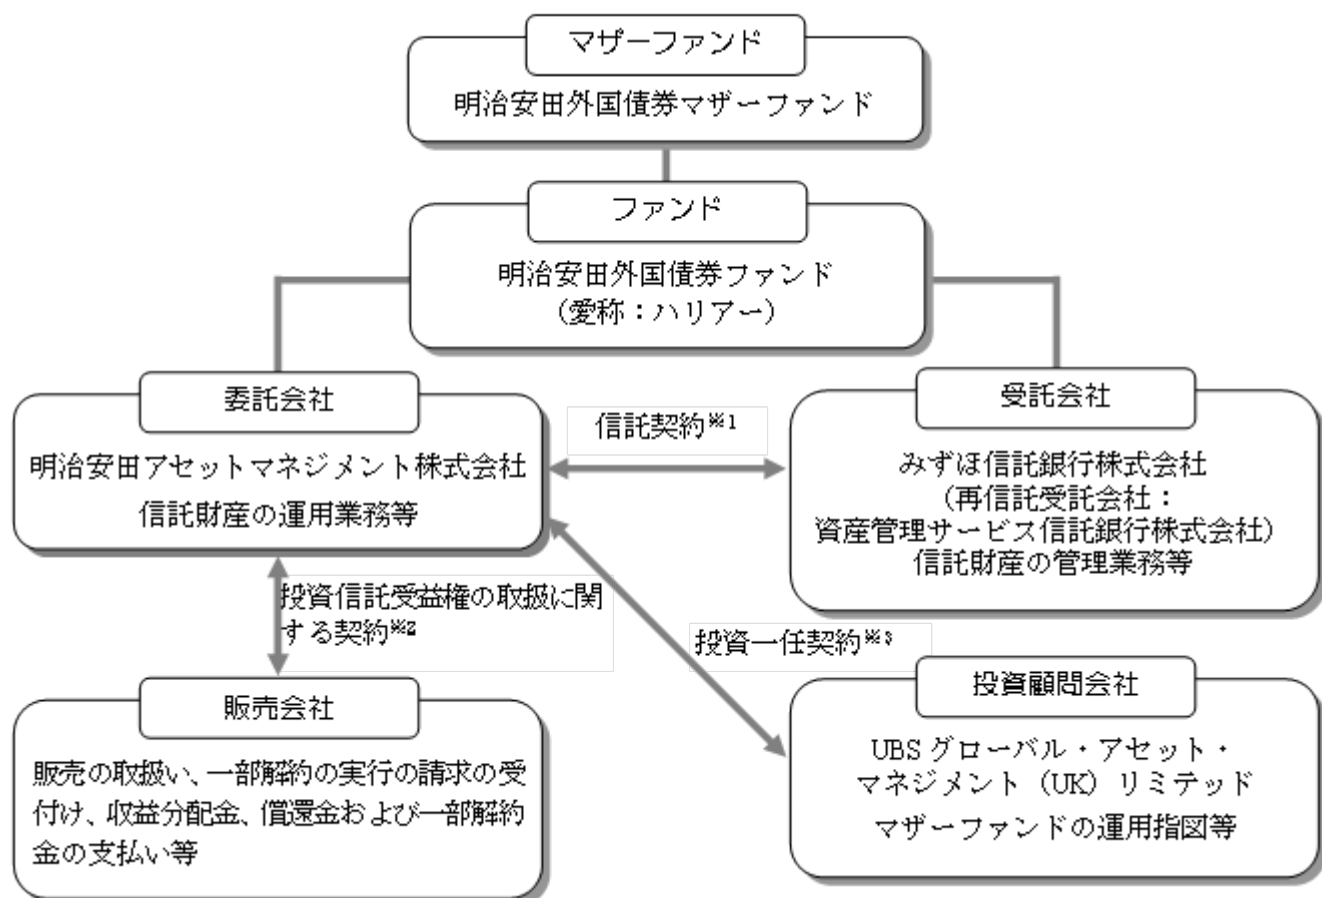 マザーファンド
明治安田外国債券マザーファンド
ファンド
明治安田外国債券ファンド
（愛称：ハリアー）
委託会社
明治安田アセットマネジメント株式会社
信託財産の運用業務等
信託契約※1
受託会社
みずほ信託銀行株式会社
（再信託受託会社：
資産管理サービス信託銀行株式会社）
信託財産の管理業務等
投資信託受益権の取扱に関
する契約※2
投資一任契約※3
販売会社
販売の取扱い、一部解約の実行の請求の受
付け、収益分配金、償還金および一部解約
金の支払い等
投資顧問会社
UBS グローバル・アセット・
マネジメント（UK）リミテッド
マザーファンドの運用指図等